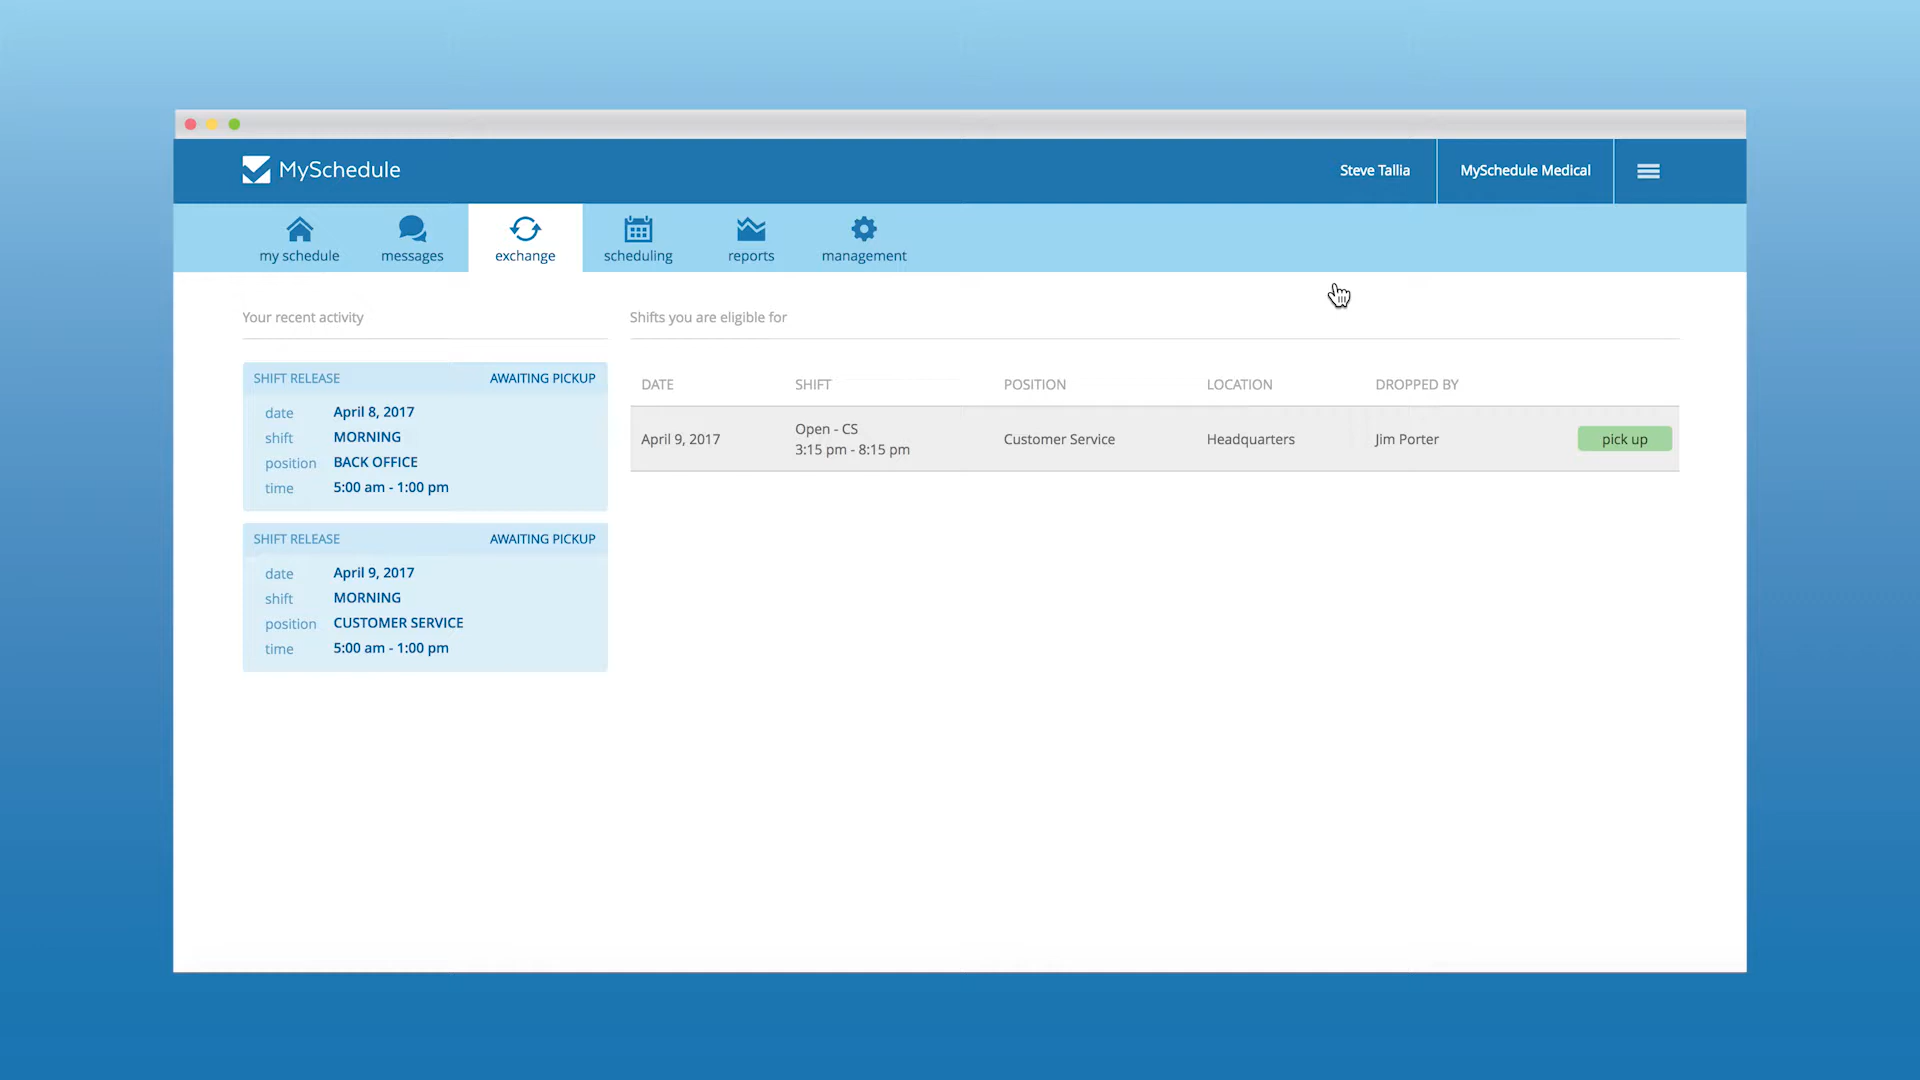 MySchedule
Steve Tallia
MySchedule Medical
my schedule
messages
exchange
scheduling
reports
management
Your recent activity
SHIFT RELEASE AWAITING PICKUP
date April 8, 2017
shift MORNING
position BACK OFFICE
time 5:00 am - 1:00 pm
SHIFT RELEASE AWAITING PICKUP
date April 9, 2017
shift MORNING
position CUSTOMER SERVICE
time 5:00 am - 1:00 pm
Shifts you are eligible for
DATE SHIFT POSITION LOCATION DROPPED BY
April 9, 2017
Open - CS
3:15 pm - 8:15 pm
Customer Service
Headquarters
Jim Porter
pick up